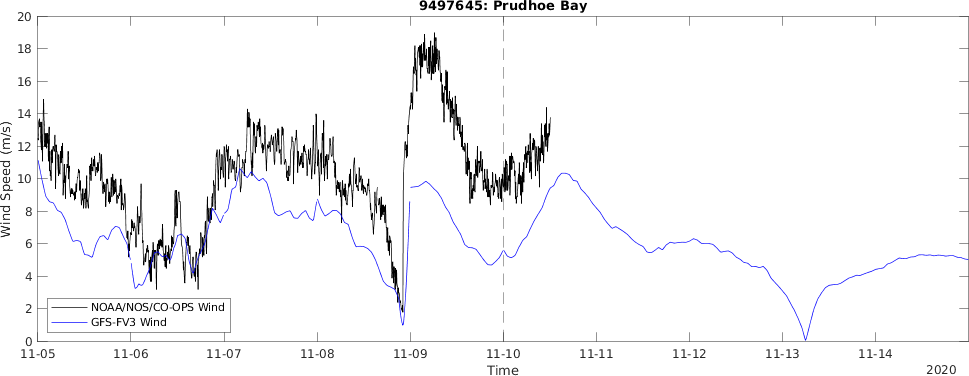 9497645: Prudhoe Bay
20
18
16
14
12
10
8
6
4
2
0
Wind Speed (m/s)
NOAA/NOS/CO-OPS Wind
GFS-FV3 Wind
11-05 11-06 11-07 11-08 11-09 11-10 11-11 11-12 11-13 11-14
Time
2020